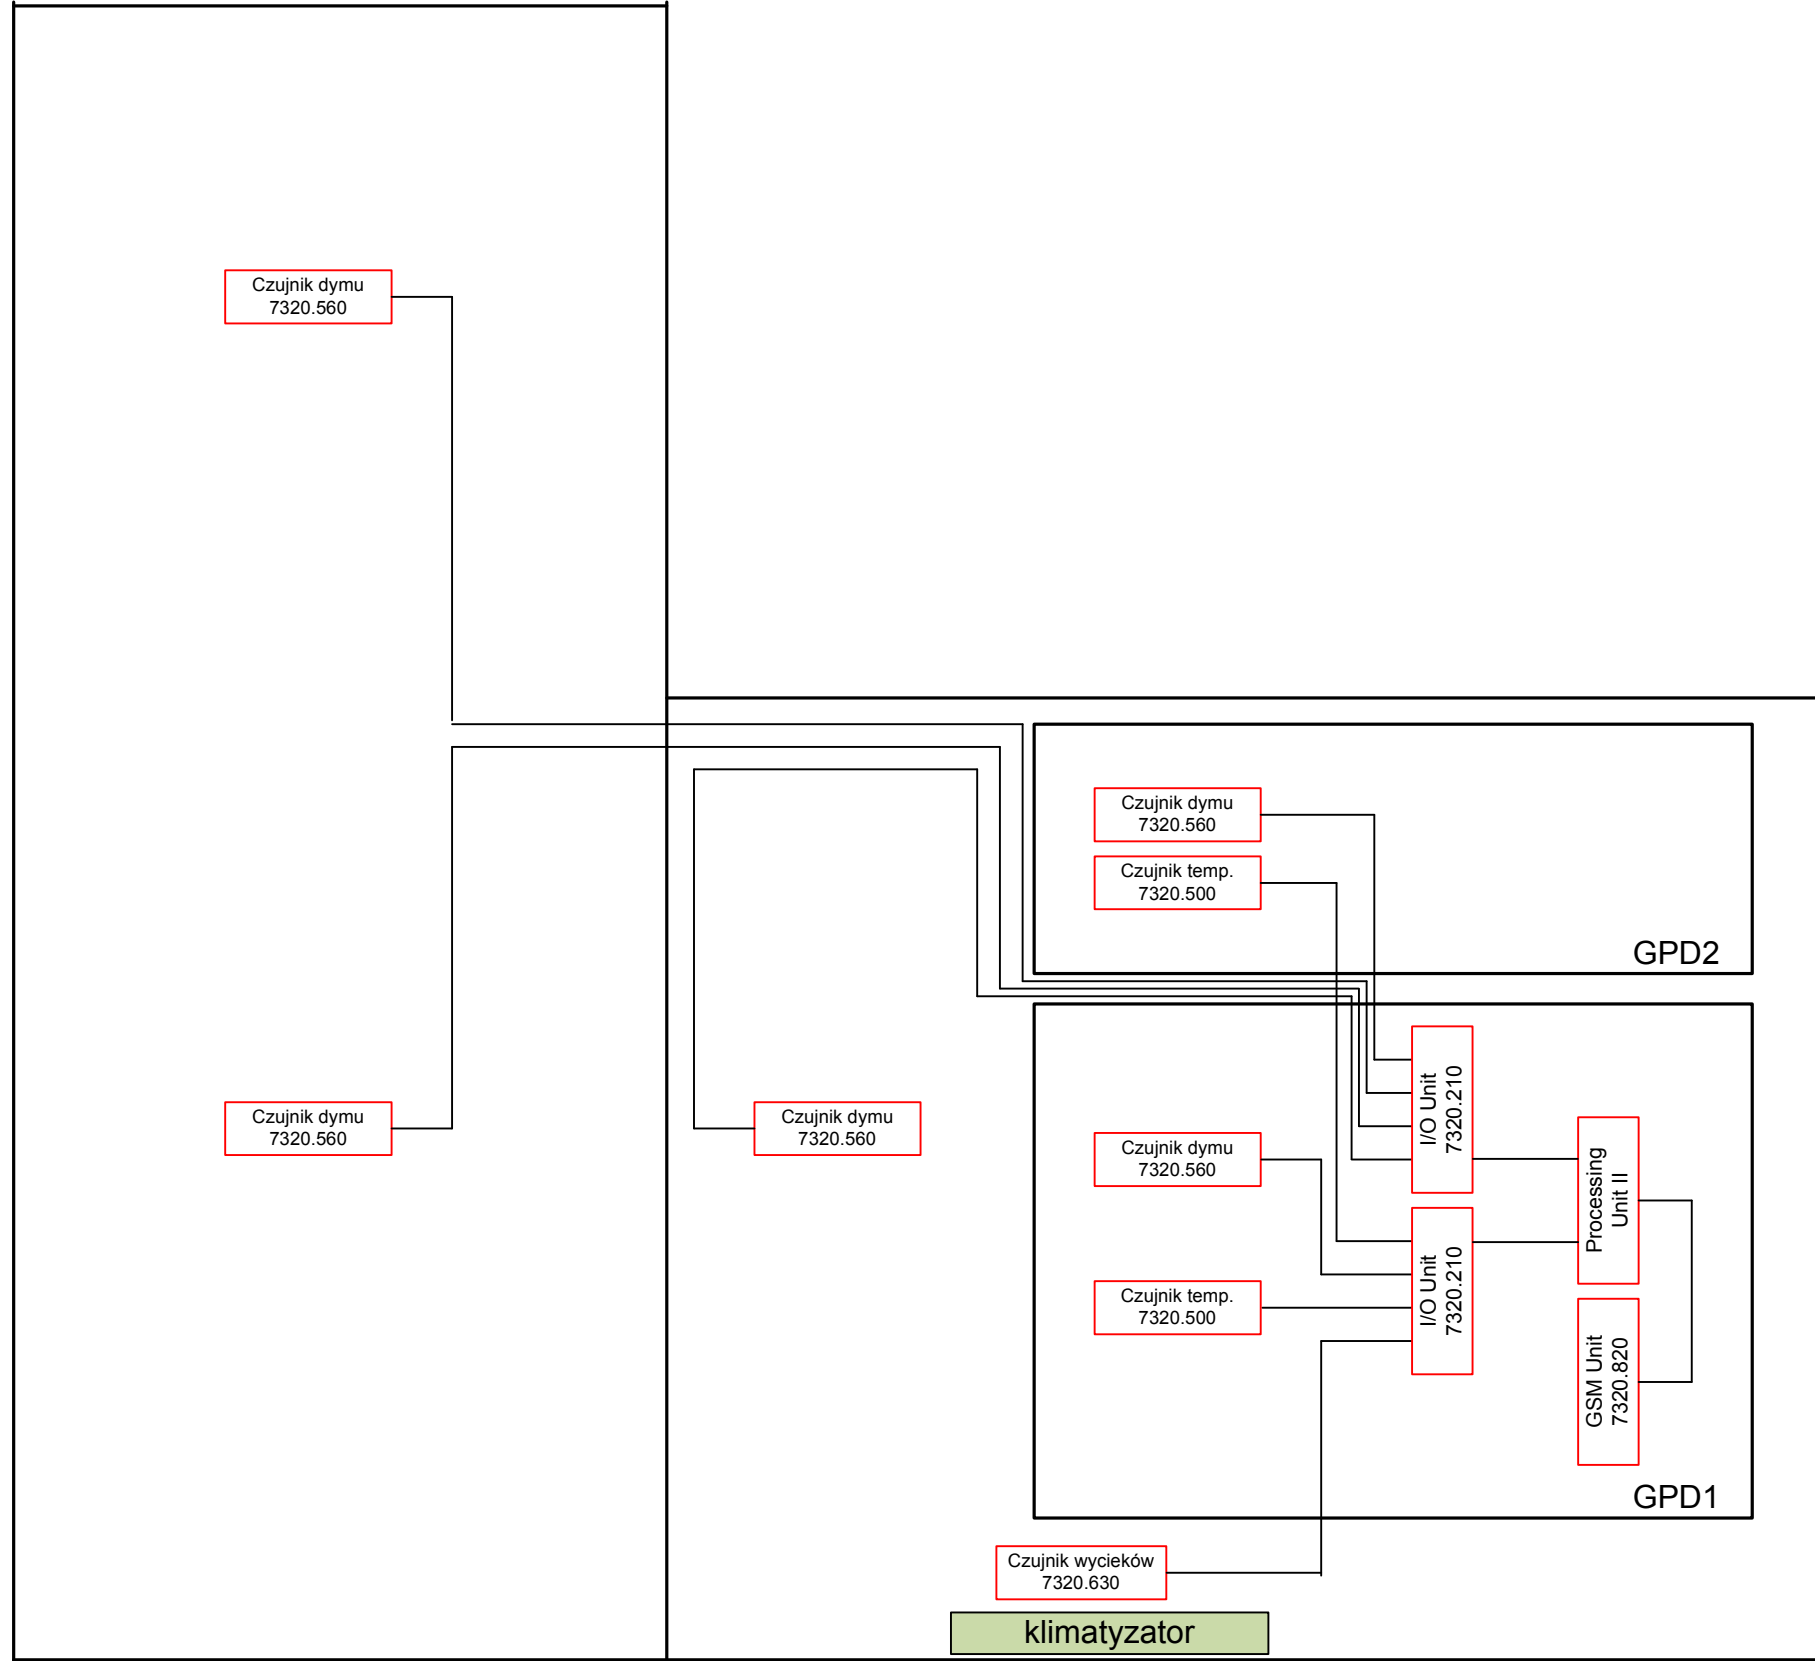 Czujnik dymu
7320.560
Czujnik dymu
7320.560
Czujnik temp.
7320.500
GPD2
Czujnik dymu
7320.560
Czujnik dymu
7320.560
Czujnik dymu
7320.560
I/O Unit
7320.210
Processing
Unit II
Czujnik temp.
7320.500
I/O Unit
7320.210
GSM Unit
7320.820
GPD1
Czujnik wycieków
7320.630
klimatyzator